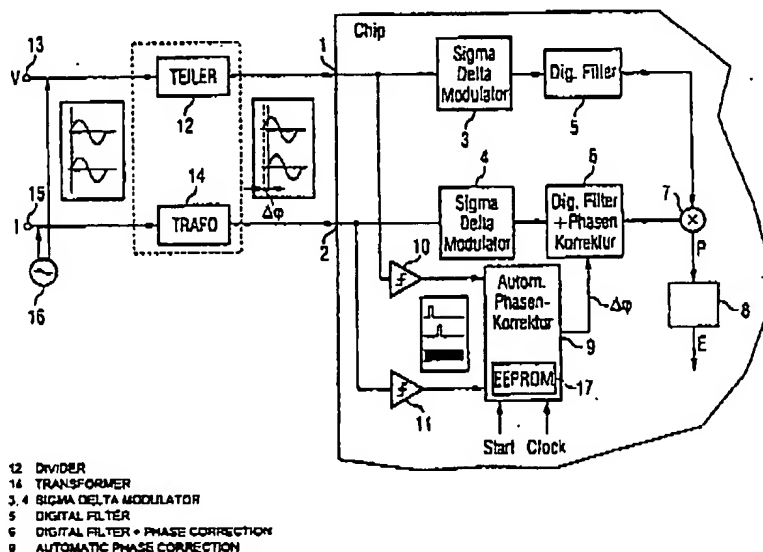 13
V
TEILER
12
1
Chip
Sigma
Delta
Modulator
3
Dig. Filter
5
Δφ
15
I
14
TRAFO
16
2
4
Sigma
Delta
Modulator
6
Dig. Filter
+Phasen
Korrektur
7
×
P
8
E
10
11
Autom.
Phasen-
Korrektur
9
EEPROM
17
Δφ
Start
Clock
12 DIVIDER
14 TRANSFORMER
3, 4 SIGMA DELTA MODULATOR
5 DIGITAL FILTER
6 DIGITAL FILTER + PHASE CORRECTION
9 AUTOMATIC PHASE CORRECTION